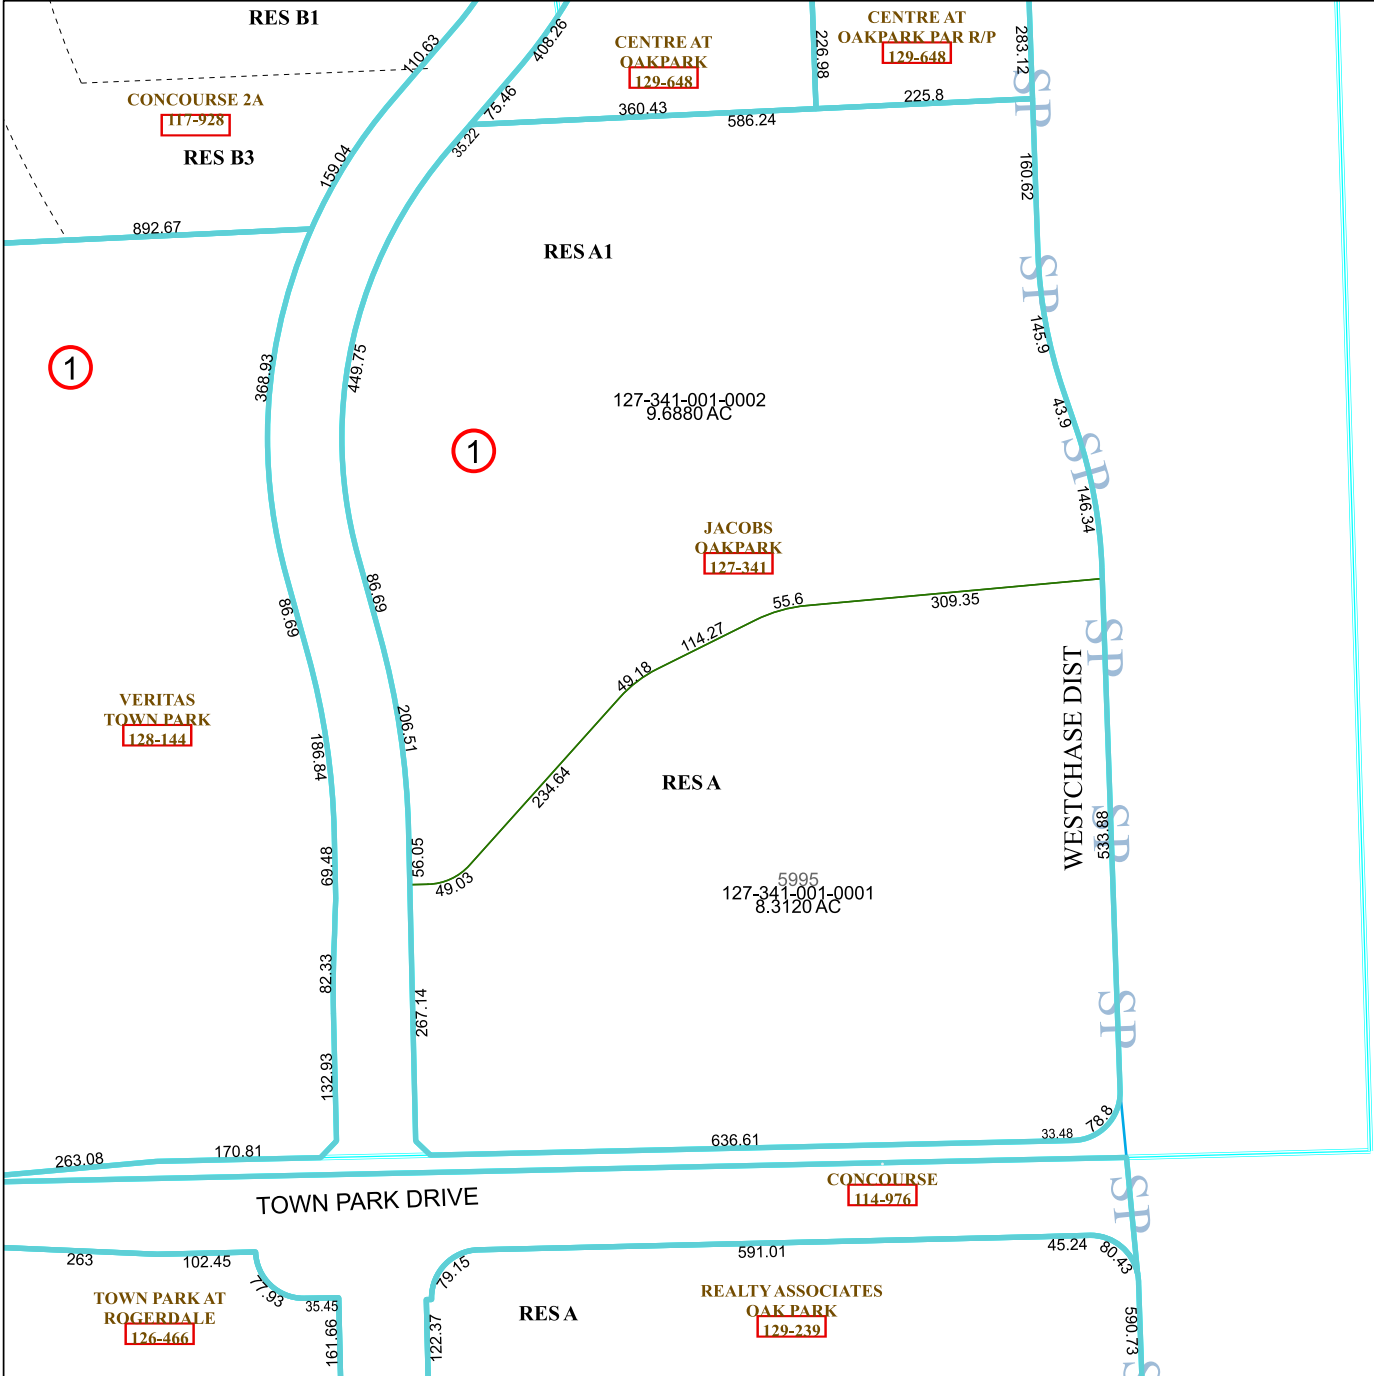 RES B1
CENTRE AT
OAKPARK PAR R/P
129-648
CENTRE AT
OAKPARK
129-648
110.63
408.26
226.98
283.12
CONCOURSE 2A
117-928
RES B3
159.04
75.46
35.22
360.43
586.24
225.8
SP
160.62
892.67
RES A1
SP
145.9
1
368.93
449.75
127-341-001-0002
9.6880 AC
43.9
1
SP
146.34
JACOBS
OAKPARK
127-341
86.69
86.69
55.6
309.35
114.27
49.18
SP
VERITAS
TOWN PARK
128-144
186.84
206.51
234.64
RES A
WESTCHASE DIST
533.88
SP
69.48
56.05
49.03
5995
127-341-001-0001
8.3120 AC
82.33
267.14
SP
132.93
78.8
33.48
636.61
170.81
263.08
TOWN PARK DRIVE
CONCOURSE
114-976
SP
263
102.45
77.93
35.45
79.15
591.01
45.24
80.43
TOWN PARK AT
ROGERDALE
126-466
161.66
122.37
RES A
REALTY ASSOCIATES
OAK PARK
129-239
590.73
S